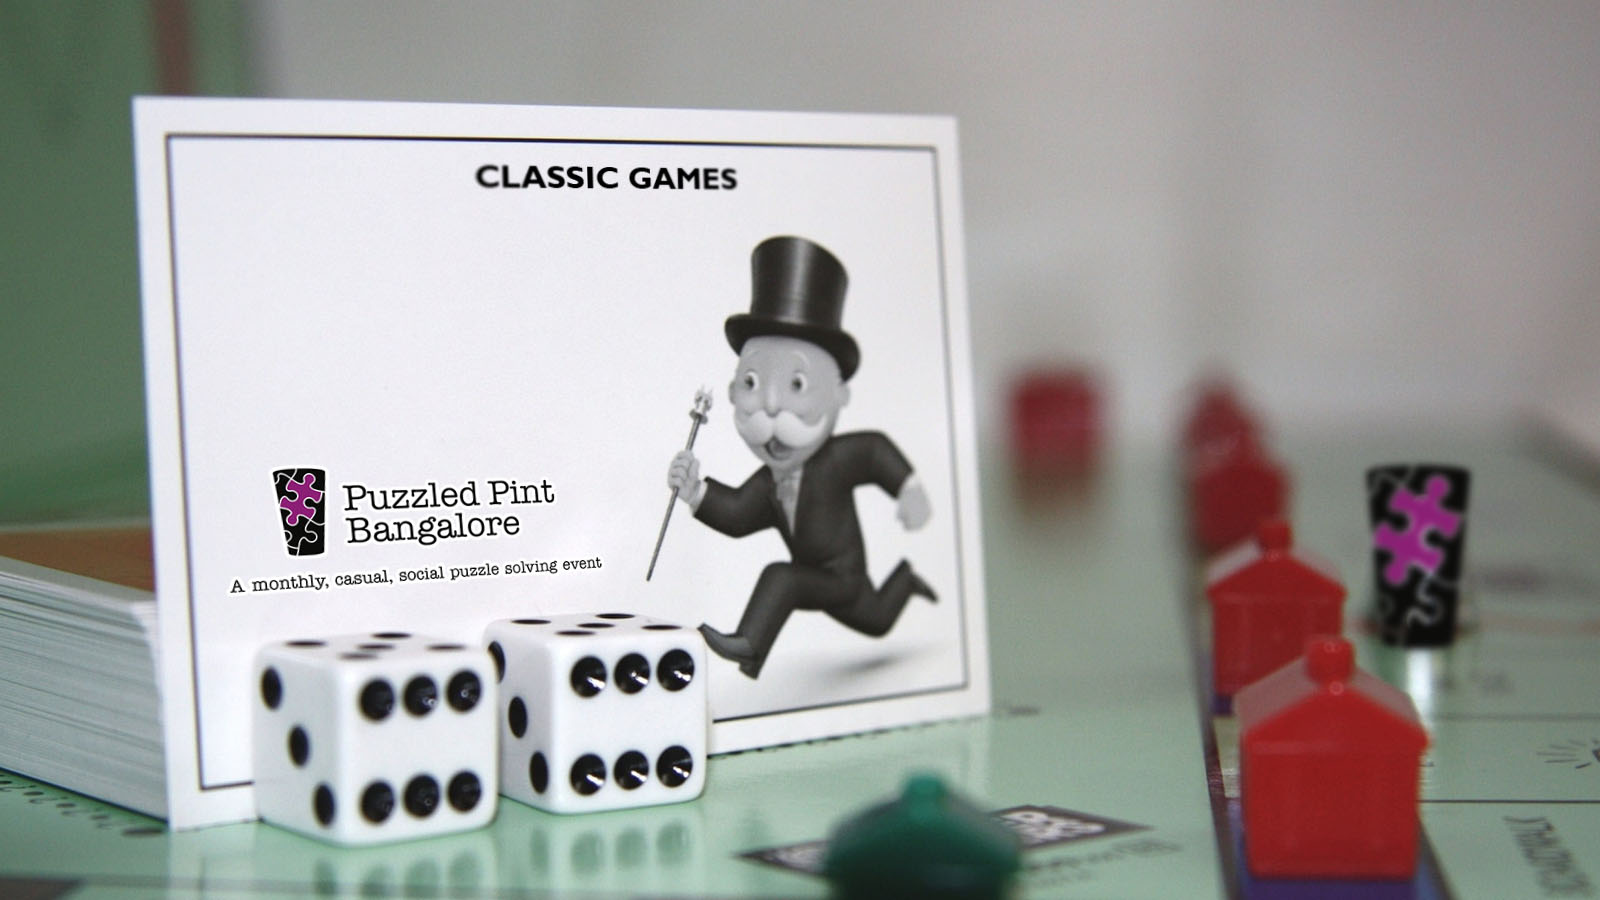 CLASSIC GAMES
Puzzled Pint
Bangalore
A monthly, casual, social puzzle solving event